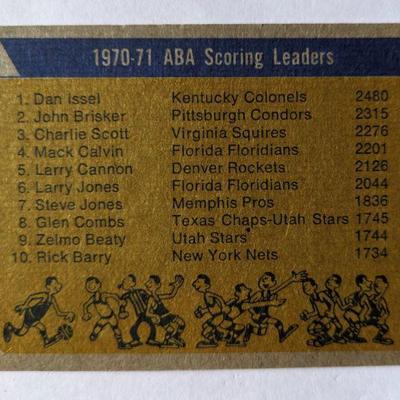 1970-71 ABA Scoring Leaders
1. Dan Issel Kentucky Colonels 2480
2. John Brisker Pittsburgh Condors 2315
3. Charlie Scott Virginia Squires 2276
4. Mack Calvin Florida Floridians 2201
5. Larry Cannon Denver Rockets 2126
6. Larry Jones Florida Floridians 2044
7. Steve Jones Memphis Pros 1836
8. Glen Combs Texas Chaps-Utah Stars 1745
9. Zelmo Beaty Utah Stars 1744
10. Rick Barry New York Nets 1734